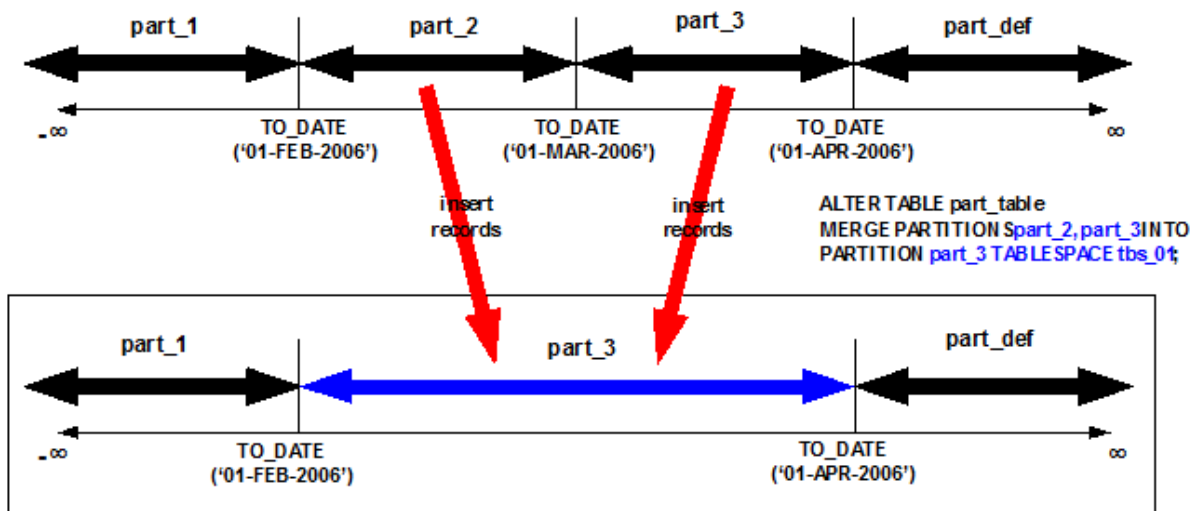 part_1 part_2 part_3 part_def
-∞ TO_DATE TO_DATE TO_DATE ∞
(‘01-FEB-2006’) (‘01-MAR-2006’) (‘01-APR-2006’)
insert insert
records records
ALTER TABLE part_table
MERGE PARTITIONS part_2, part_3 INTO
PARTITION part_3 TABLESPACE tbs_01;
part_1 part_3 part_def
-∞ TO_DATE TO_DATE ∞
(‘01-FEB-2006’) (‘01-APR-2006’)